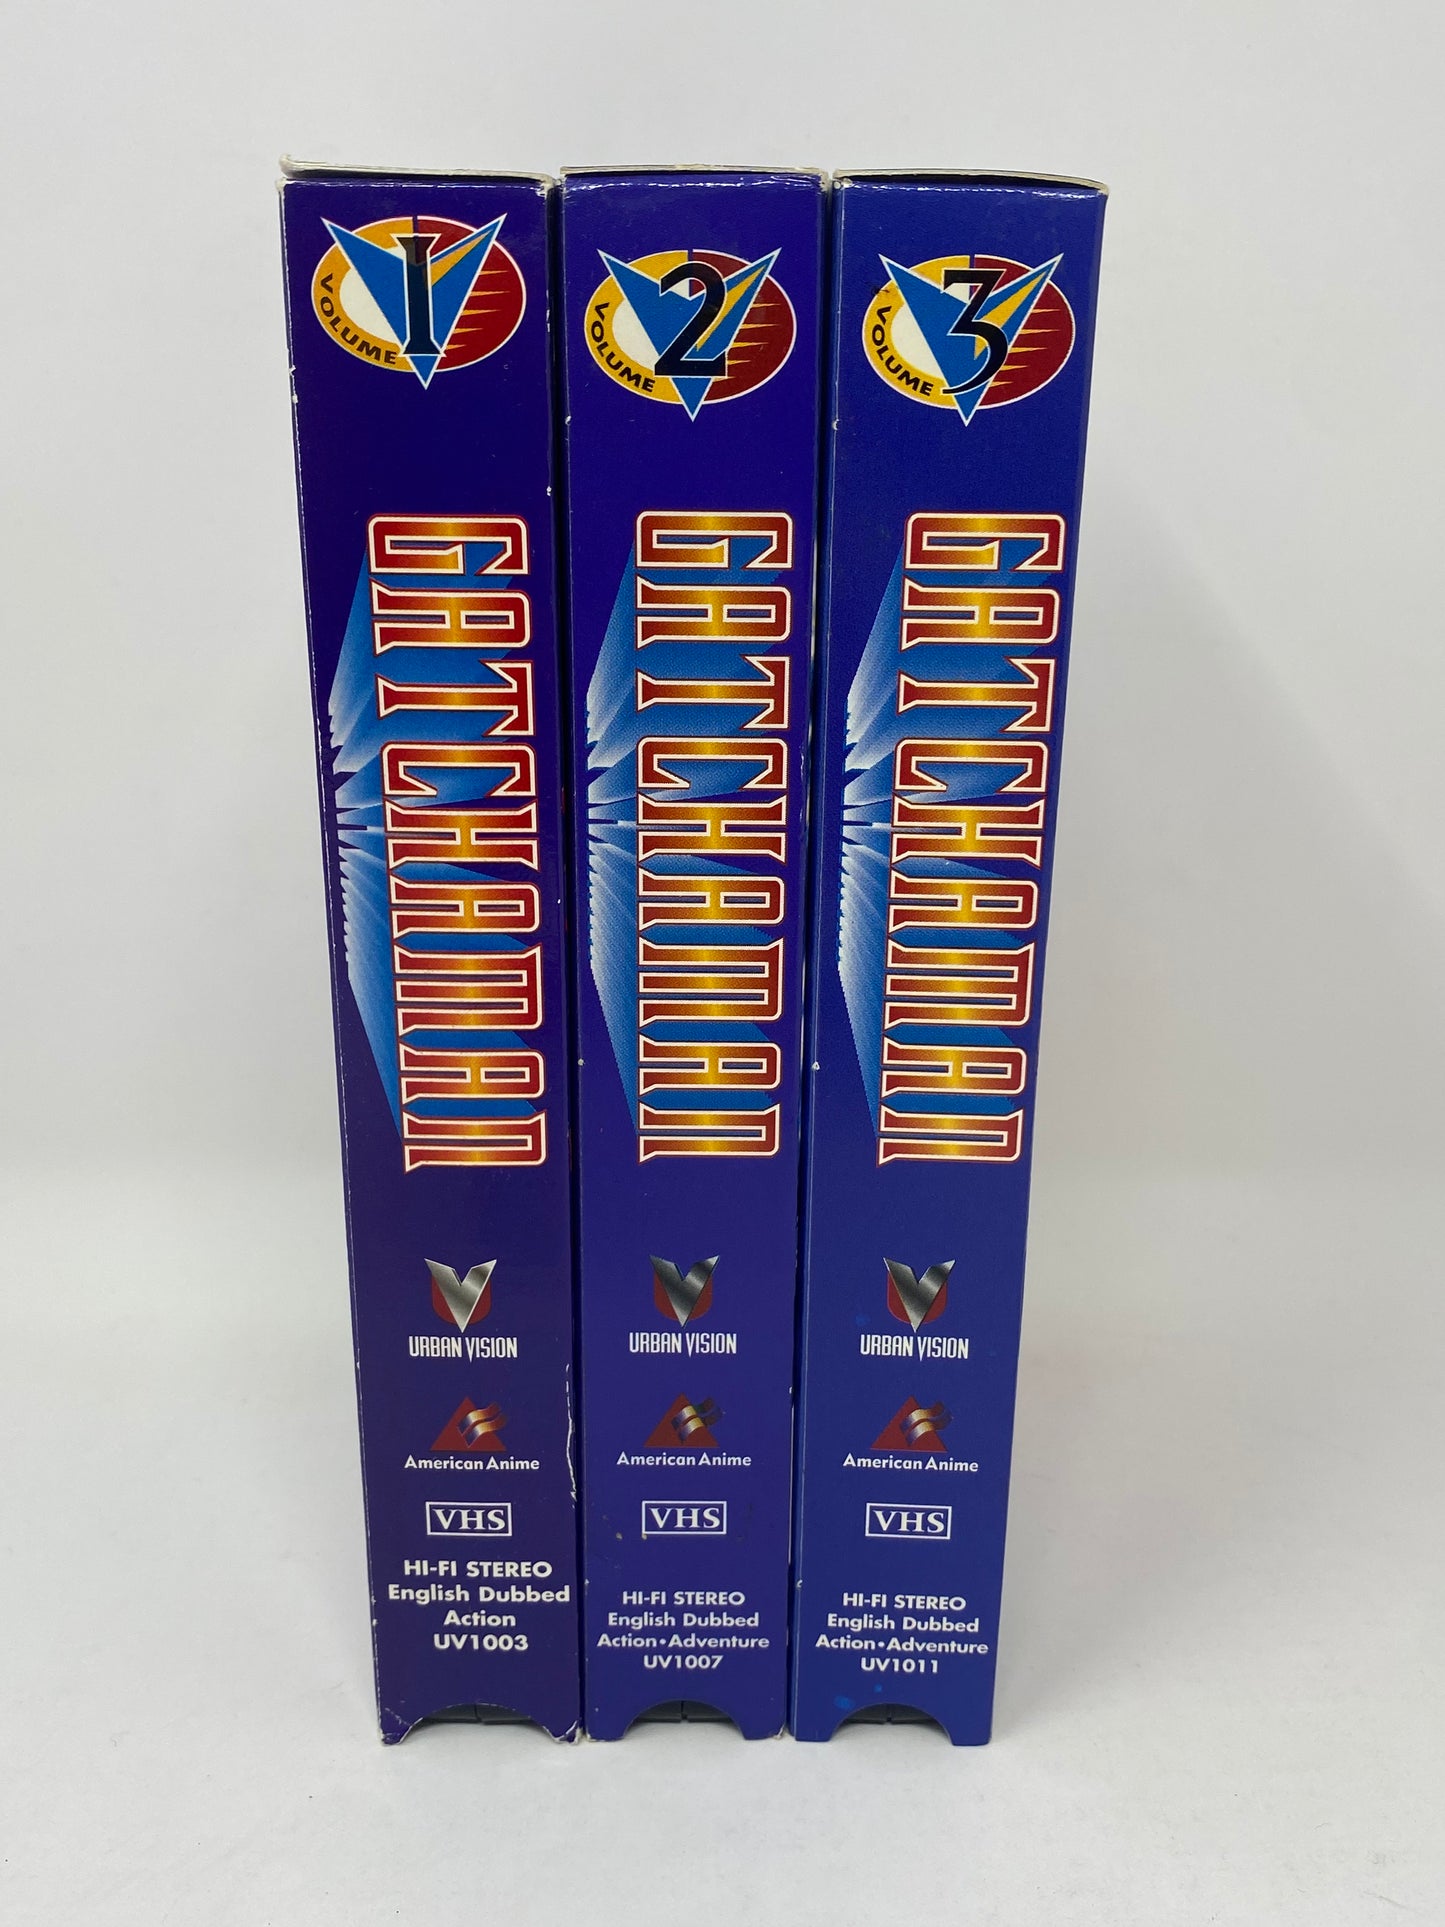 VOLUME
1
GATCHAMAN
URBAN VISION
American Anime
VHS
HI-FI STEREO
English Dubbed
Action
UV1003
VOLUME
2
GATCHAMAN
URBAN VISION
American Anime
VHS
HI-FI STEREO
English Dubbed
Action•Adventure
UV1007
VOLUME
3
GATCHAMAN
URBAN VISION
American Anime
VHS
HI-FI STEREO
English Dubbed
Action•Adventure
UV1011